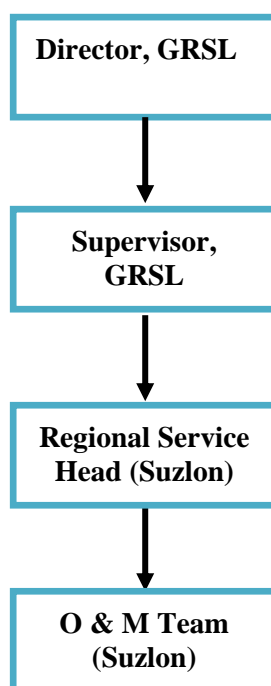 Director, GRSL
Supervisor,
GRSL
Regional Service
Head (Suzlon)
O & M Team
(Suzlon)